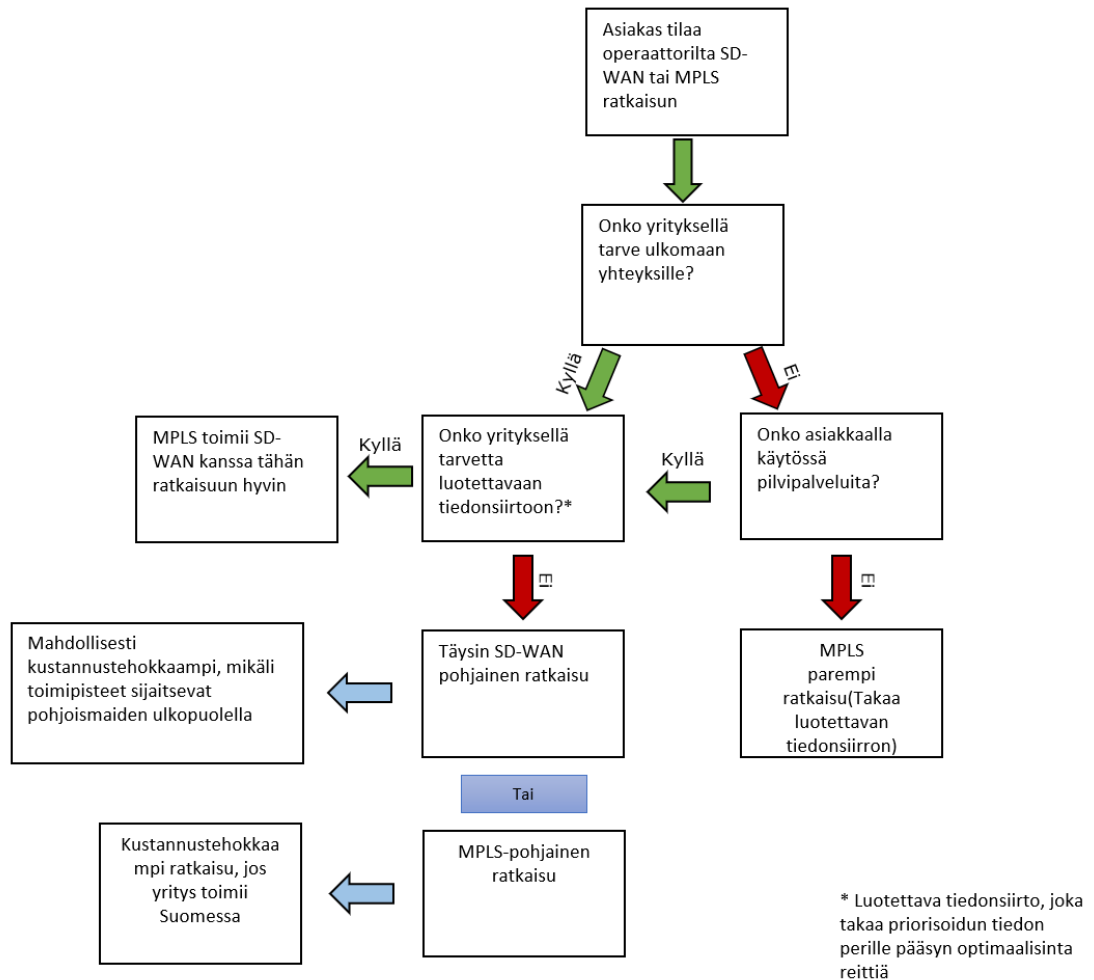 Asiakas tilaa
operaattorilta SD-
WAN tai MPLS
ratkaisun
Onko yrityksellä
tarve ulkomaan
yhteyksille?
Kyllä
Ei
MPLS toimii SD-
WAN kanssa tähän
ratkaisuun hyvin
Kyllä
Onko yrityksellä
tarvetta
luotettavaan
tiedonsiirtoon?*
Kyllä
Onko asiakkaalla
käytössä
pilvipalveluita?
Ei
Ei
Mahdollisesti
kustannustehokkaampi, mikäli
toimipisteet sijaitsevat
pohjoismaiden ulkopuolella
Täysin SD-WAN
pohjainen ratkaisu
MPLS
parempi
ratkaisu(Takaa
luotettavan
tiedonsiirron)
Tai
Kustannustehokkaa
mpi ratkaisu, jos
yritys toimii
Suomessa
MPLS-pohjainen
ratkaisu
* Luotettava tiedonsiirto, joka
takaa priorisoidun tiedon
perille pääsyn optimaalisinta
reittiä